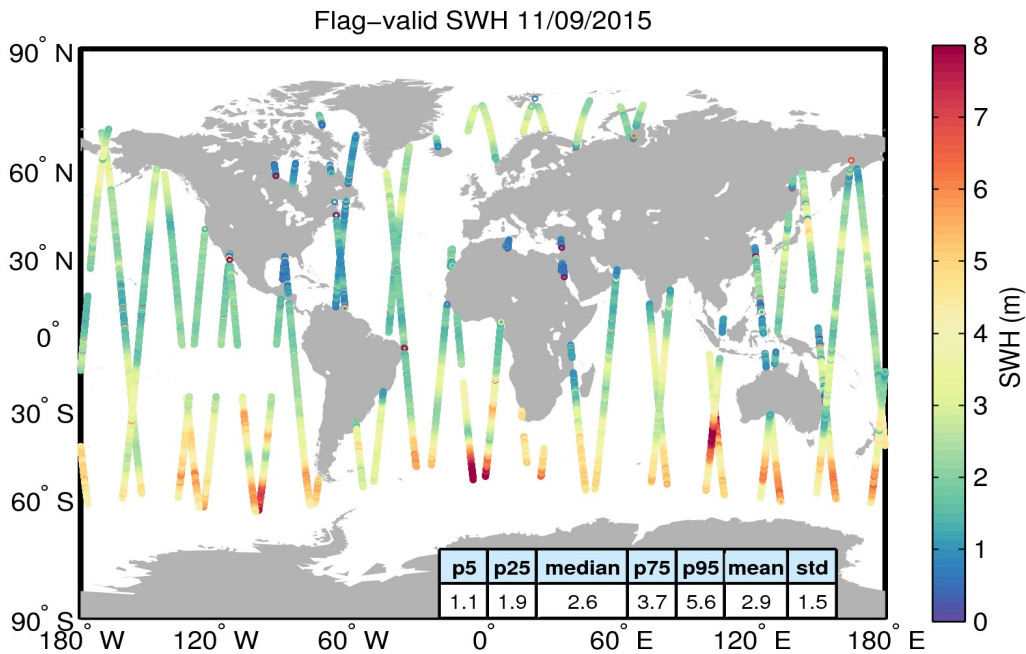 Flag−valid SWH 11/09/2015
90° N
60° N
30° N
0°
30° S
60° S
90° S
180° W
120° W
60° W
0°
60° E
120° E
180° E
p5 p25 median p75 p95 mean std
1.1 1.9 2.6 3.7 5.6 2.9 1.5
8
7
6
5
4
3
2
1
0
SWH (m)